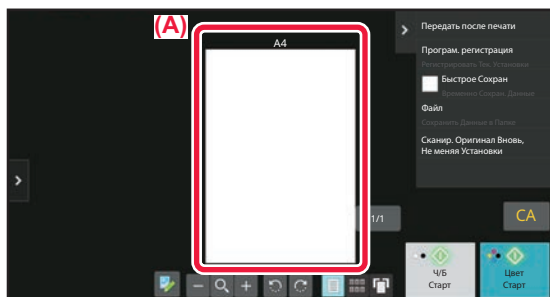 (A)
A4
Передать после печати
Програм. регистрация
Регистрировать Тек. Установки
Быстрое Сохран
Временно Сохран. Данные
Файл
Сохранить Данные в Папке
Сканир. Оригинал Вновь,
Не меняя Установки
1/1
CA
Ч/Б
Старт
Цвет
Старт